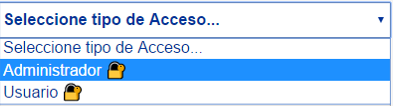 Seleccione tipo de Acceso...
Seleccione tipo de Acceso...
Administrador
Usuario